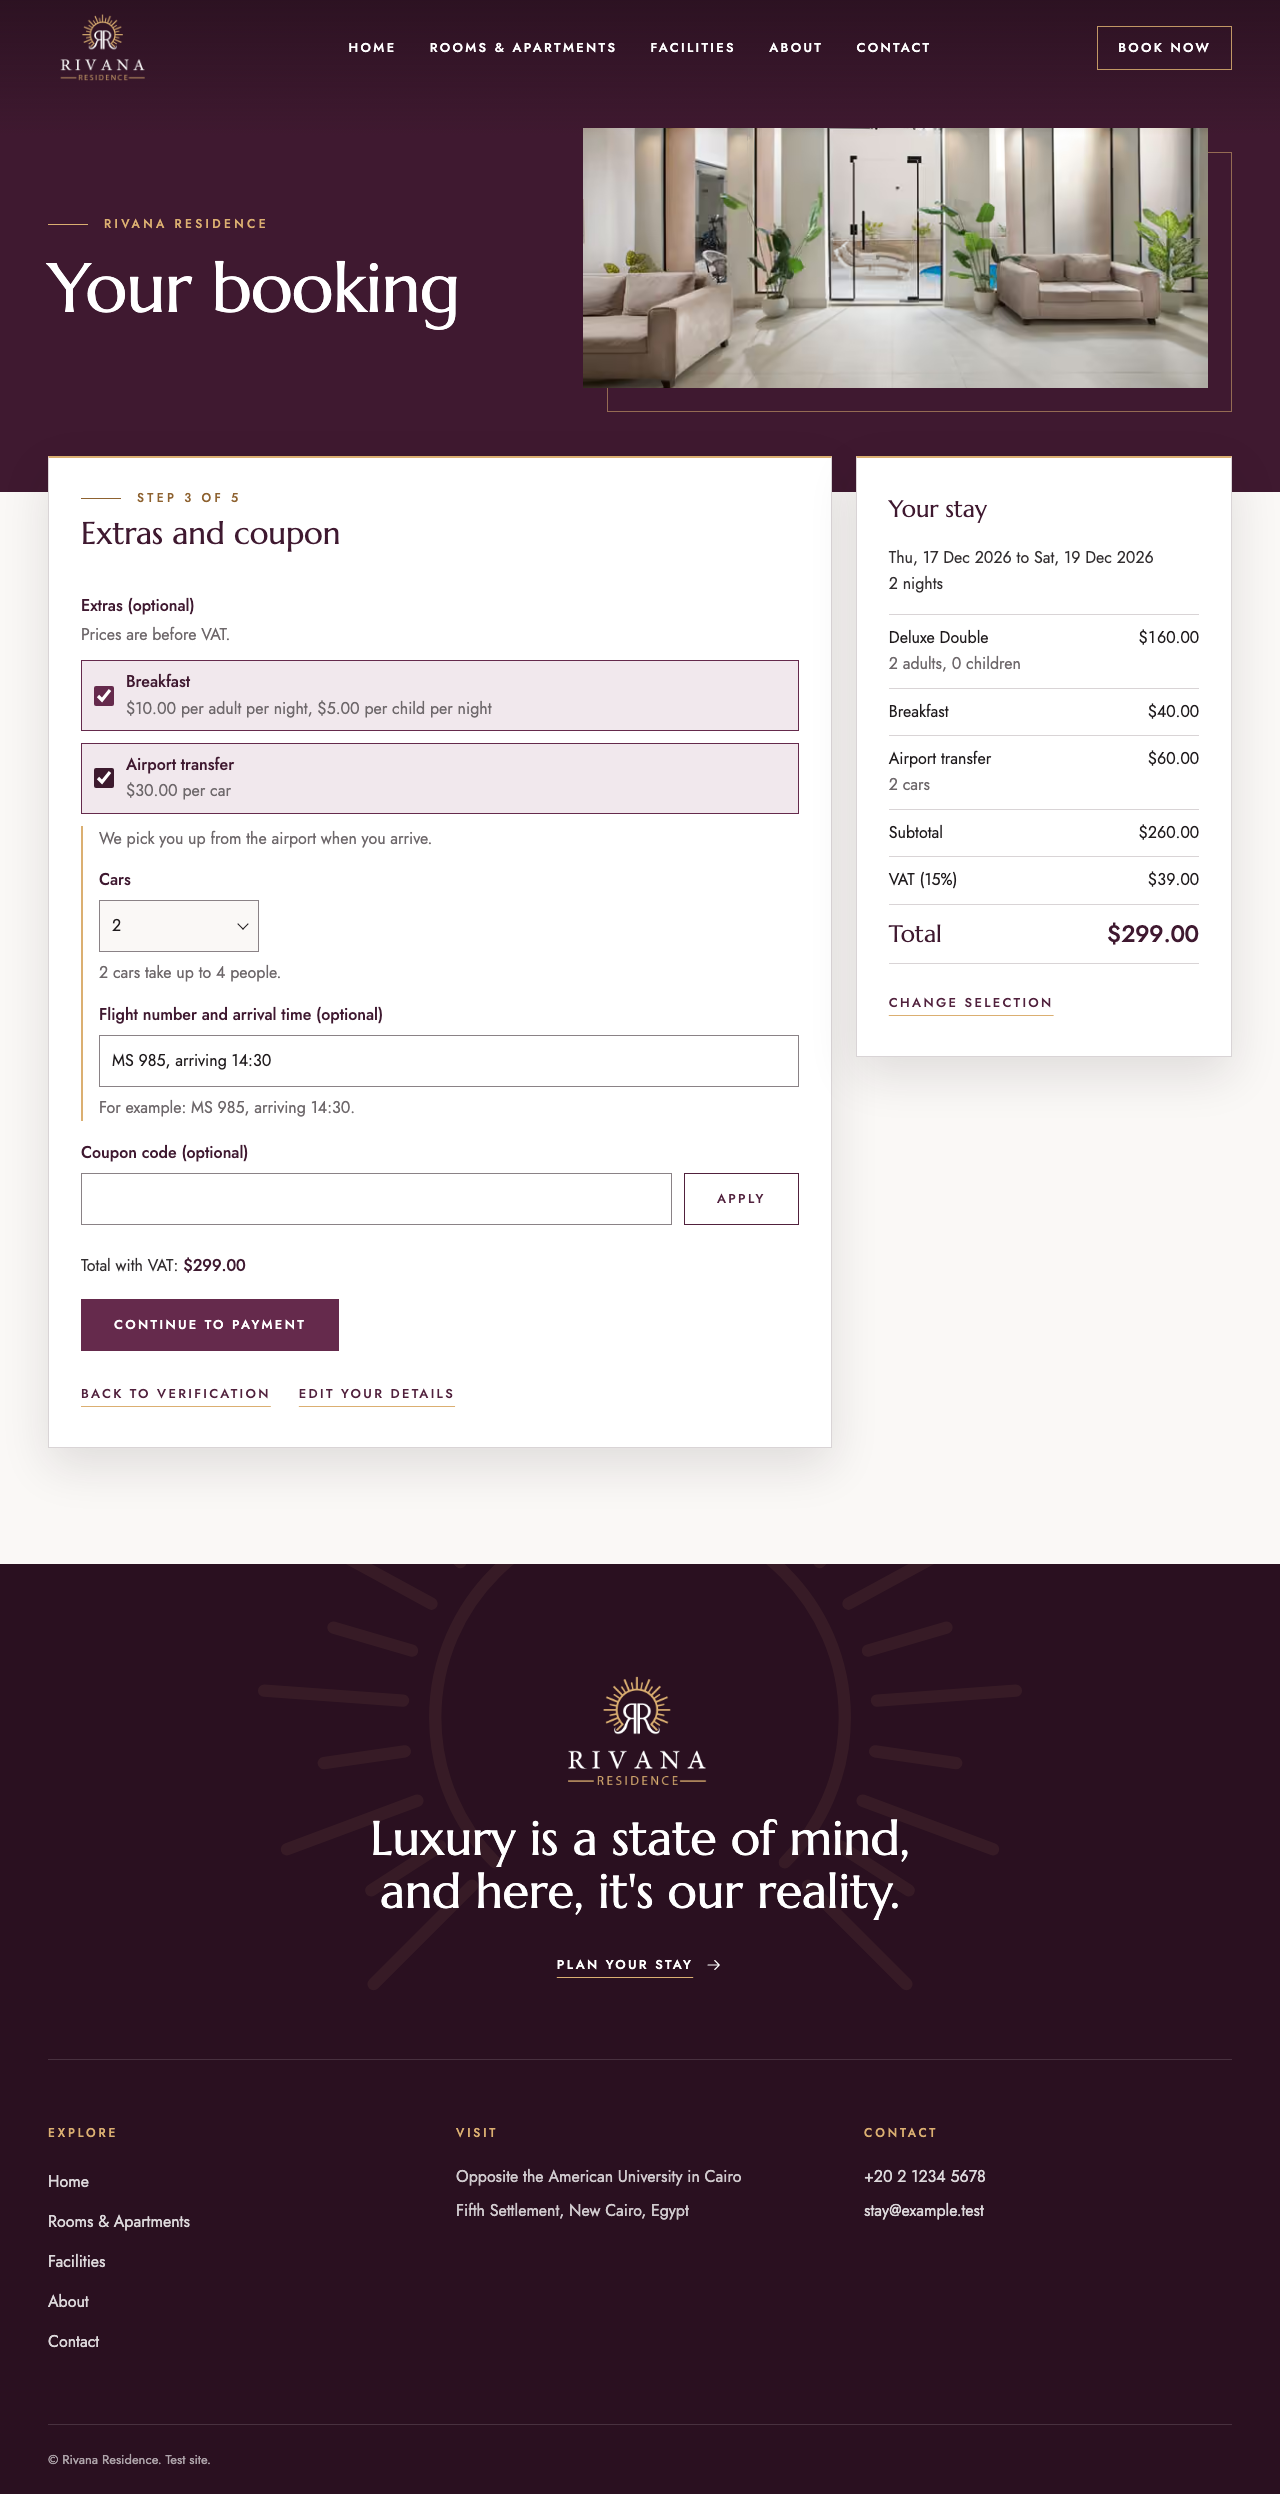 RIVANA
RESIDENCE
HOME
ROOMS & APARTMENTS
FACILITIES
ABOUT
CONTACT
BOOK NOW
RIVANA RESIDENCE
Your booking
STEP 3 OF 5
Extras and coupon
Extras (optional)
Prices are before VAT.
Breakfast
$10.00 per adult per night, $5.00 per child per night
Airport transfer
$30.00 per car
We pick you up from the airport when you arrive.
Cars
2
2 cars take up to 4 people.
Flight number and arrival time (optional)
MS 985, arriving 14:30
For example: MS 985, arriving 14:30.
Coupon code (optional)
APPLY
Total with VAT: $299.00
CONTINUE TO PAYMENT
BACK TO VERIFICATION
EDIT YOUR DETAILS
Your stay
Thu, 17 Dec 2026 to Sat, 19 Dec 2026
2 nights
Deluxe Double $160.00
2 adults, 0 children
Breakfast $40.00
Airport transfer $60.00
2 cars
Subtotal $260.00
VAT (15%) $39.00
Total $299.00
CHANGE SELECTION
RIVANA
RESIDENCE
Luxury is a state of mind,
and here, it's our reality.
PLAN YOUR STAY
EXPLORE
Home
Rooms & Apartments
Facilities
About
Contact
VISIT
Opposite the American University in Cairo
Fifth Settlement, New Cairo, Egypt
CONTACT
+20 2 1234 5678
stay@example.test
© Rivana Residence. Test site.